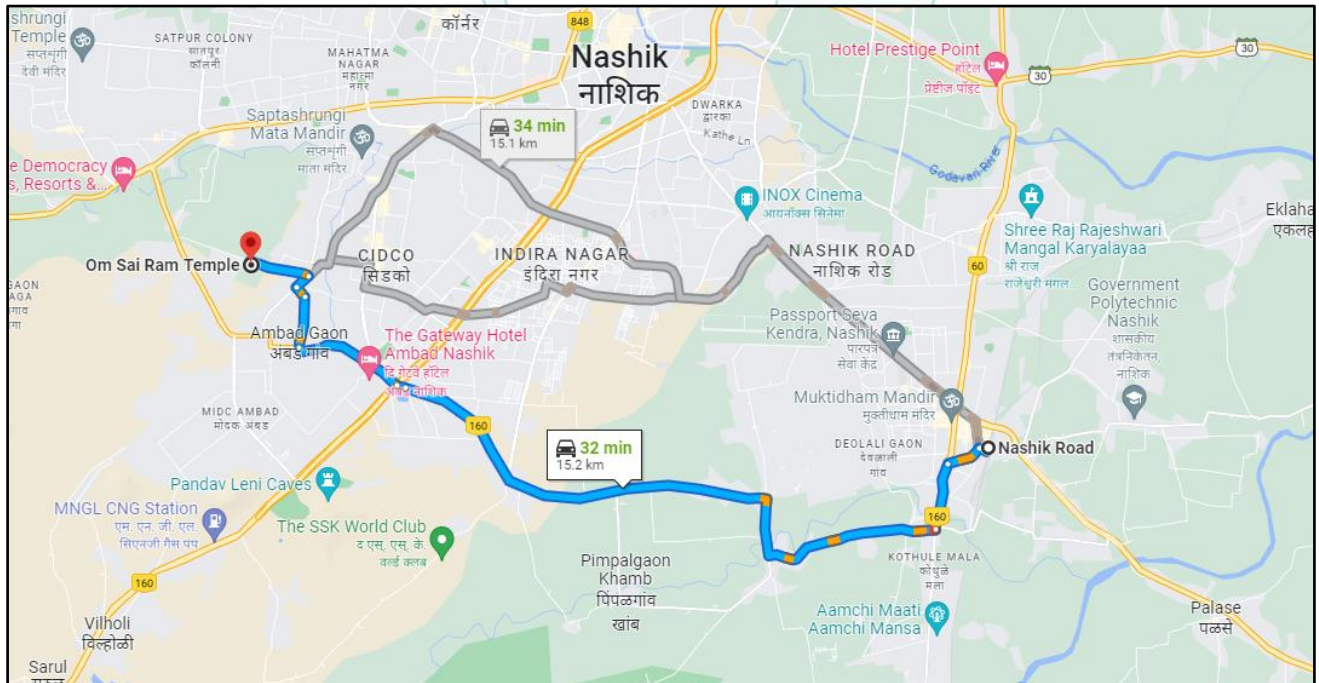 shrungi
Temple
सप्तशृंगी
देवी मंदिर
SATPUR COLONY
सातपुर
कॉलनी
कॉर्नर
848
MAHATMA
NAGAR
महात्मा
नगर
Nashik
नाशिक
DWARKA
द्वारका
Kathe Ln
Hotel Prestige Point
हॉटेल
प्रेष्टीज पॉइंट
30
30
Saptashrungi
Mata Mandir
सप्तशृंगी
माता मंदिर
34 min
15.1 km
e Democracy
s, Resorts &...
Godavari River
INOX Cinema
आयनॉक्स सिनेमा
Shree Raj Rajeshwari
Mangal Karyalayaa
श्री राज
राजेश्वरी मंगल...
Eklaha
एकलह
Om Sai Ram Temple
CIDCO
सिडको
INDIRA NAGAR
इंदिरा नगर
NASHIK ROAD
नाशिक रोड
60
GAON
AGA
गाव
Government
Polytechnic
Nashik
शासकीय
तंत्रनिकेतन,
नाशिक
Passport Seva
Kendra, Nashik
पारपत्र
सेवा केंद्र
Ambad Gaon
अंबड गाव
The Gateway Hotel
Ambad Nashik
दि गेटवे हॉटेल
अंबड नाशिक
Muktidham Mandir
मुक्तीधाम मंदिर
MIDC AMBAD
मोदक अंबड
160
32 min
15.2 km
DEOLALI GAON
देवळाली
गाव
Nashik Road
Pandav Leni Caves
MNGL CNG Station
एम. एन. जी. एल.
सिएनजी गॅस पंप
The SSK World Club
द एस. एस. के.
वर्ल्ड क्लब
160
KOTHULE MALA
कोथुळे
मला
Pimpalgaon
Khamb
पिंपळगांव
खांब
160
Aamchi Maati
Aamchi Mansa
Palase
पळसे
Vilholi
विल्होळी
Sarul